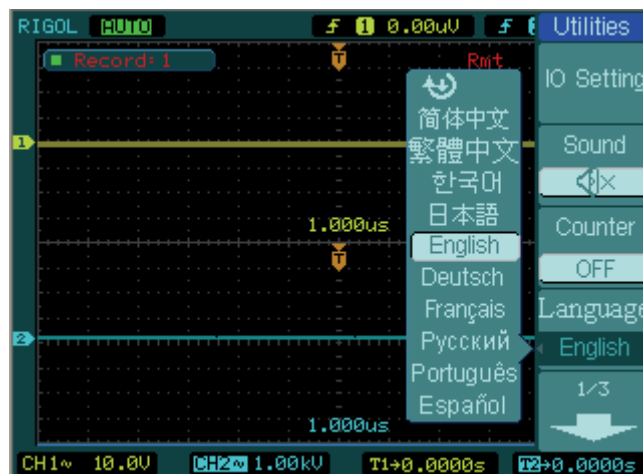 RIGOL AUTO 1 0.00uV
Utilities
Record:1 T Rmt
IO Setting
简体中文
繁體中文
한국어
日本語
English
Deutsch
Français
Русский
Português
Español
Sound
Counter
OFF
Language
English
1/3
1
1.000us
T
2
1.000us
CH1~ 10.0V CH2~ 1.00kV T1→0.0000s T2→0.0000s